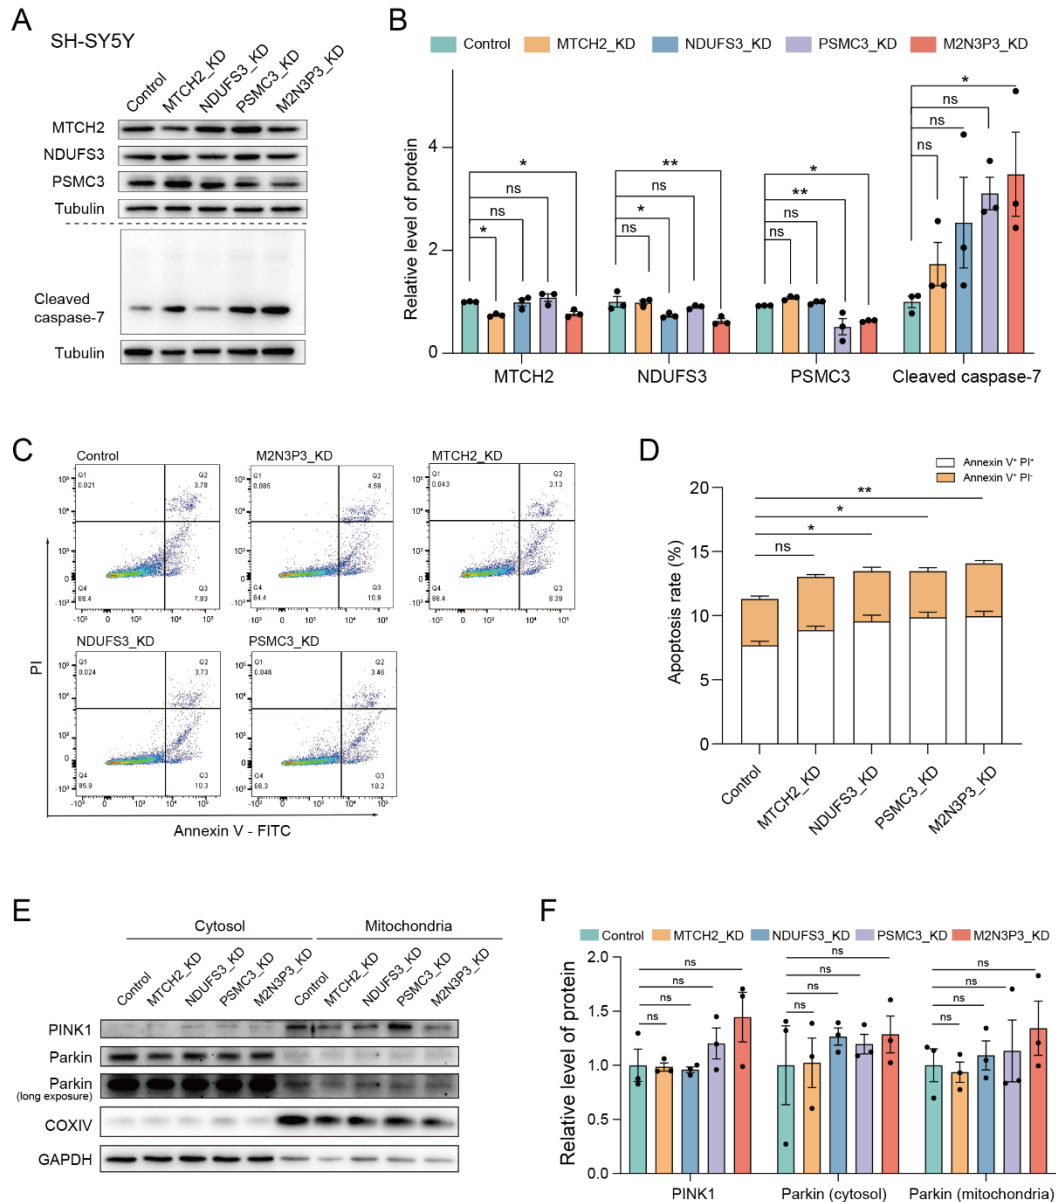 A
SH-SY5Y
Control
MTCH2_KD
NDUFS3_KD
PSMC3_KD
M2N3P3_KD
MTCH2
NDUFS3
PSMC3
Tubulin
Cleaved
caspase-7
Tubulin
B
Control MTCH2_KD NDUFS3_KD PSMC3_KD M2N3P3_KD
Relative level of protein
4
2
0
* ns ns *
** ns * ns
* ** ns ns
* ns ns ns
MTCH2 NDUFS3 PSMC3 Cleaved caspase-7
C
Control
Q1
0.021
Q2
3.78
Q4
88.4
Q3
7.83
M2N3P3_KD
Q1
0.085
Q2
4.59
Q4
84.4
Q3
10.9
MTCH2_KD
Q1
0.043
Q2
3.13
Q4
88.4
Q3
8.39
NDUFS3_KD
Q1
0.024
Q2
3.73
Q4
85.9
Q3
10.3
PSMC3_KD
Q1
0.046
Q2
3.46
Q4
86.3
Q3
10.2
PI
Annexin V - FITC
D
Annexin V⁺ PI⁺
Annexin V⁺ PI⁻
Apoptosis rate (%)
20
15
10
5
0
**
*
*
ns
Control
MTCH2_KD
NDUFS3_KD
PSMC3_KD
M2N3P3_KD
E
Cytosol Mitochondria
Control MTCH2_KD NDUFS3_KD PSMC3_KD M2N3P3_KD Control MTCH2_KD NDUFS3_KD PSMC3_KD M2N3P3_KD
PINK1
Parkin
Parkin
(long exposure)
COXIV
GAPDH
F
Control MTCH2_KD NDUFS3_KD PSMC3_KD M2N3P3_KD
Relative level of protein
2.0
1.5
1.0
0.5
0.0
ns ns ns ns
ns ns ns ns
ns ns ns ns
PINK1 Parkin (cytosol) Parkin (mitochondria)